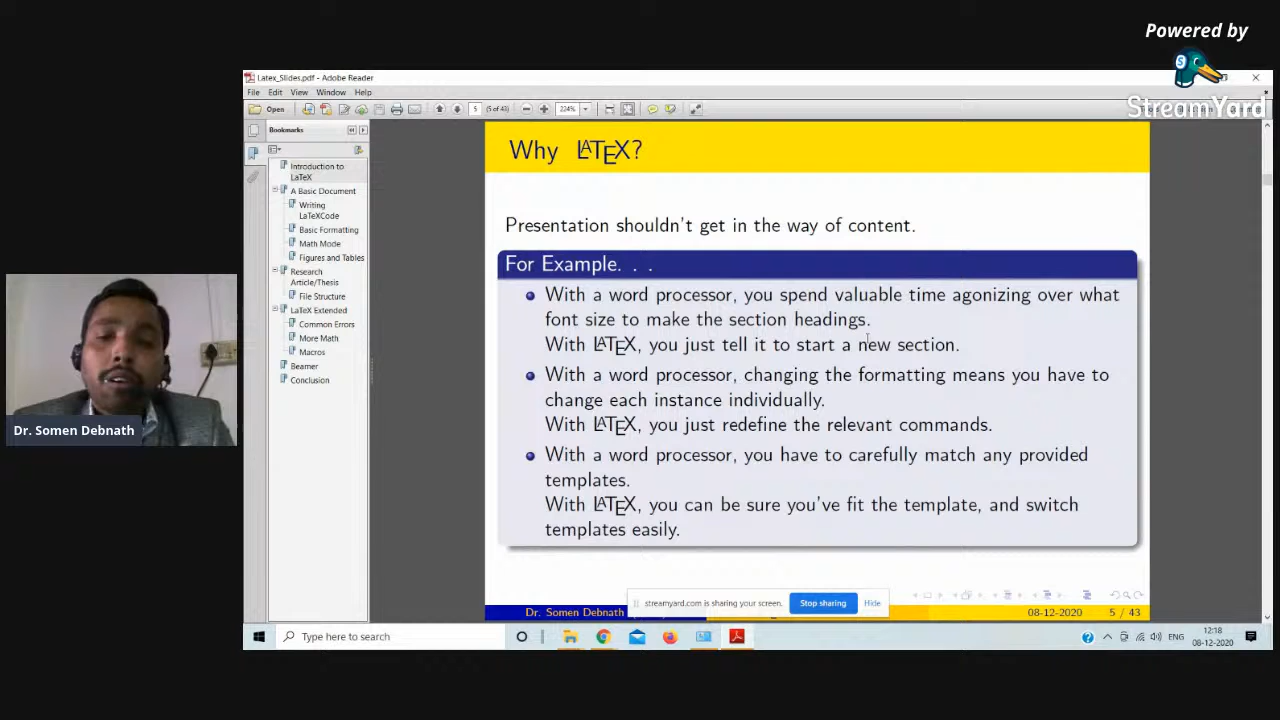 Powered by
StreamYard
Latex_Slides.pdf - Adobe Reader
File Edit View Window Help
Open 5 (5 of 43) 224%
Bookmarks
Introduction to
LaTeX
A Basic Document
Writing
LaTeXCode
Basic Formatting
Math Mode
Figures and Tables
Research
Article/Thesis
File Structure
LaTeX Extended
Common Errors
More Math
Macros
Beamer
Conclusion
Why LATEX?
Presentation shouldn't get in the way of content.
For Example. . .
With a word processor, you spend valuable time agonizing over what
font size to make the section headings.
With LATEX, you just tell it to start a new section.
With a word processor, changing the formatting means you have to
change each instance individually.
With LATEX, you just redefine the relevant commands.
With a word processor, you have to carefully match any provided
templates.
With LATEX, you can be sure you've fit the template, and switch
templates easily.
Dr. Somen Debnath
streamyard.com is sharing your screen. Stop sharing Hide
Dr. Somen Debnath 08-12-2020 5 / 43
Type here to search
ENG
12:18
08-12-2020